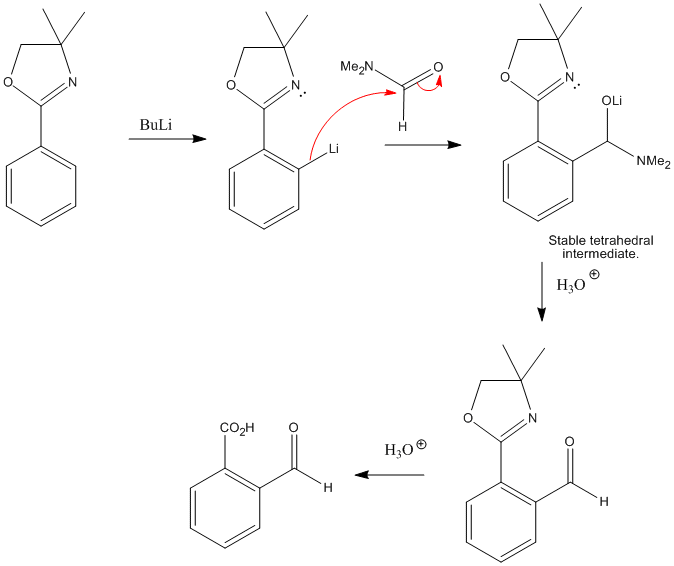 O
N
BuLi
O
N
Li
Me2N
O
H
O
N
OLi
NMe2
Stable tetrahedral
intermediate.
H3O ⊕
O
N
O
H
H3O ⊕
CO2H
O
H